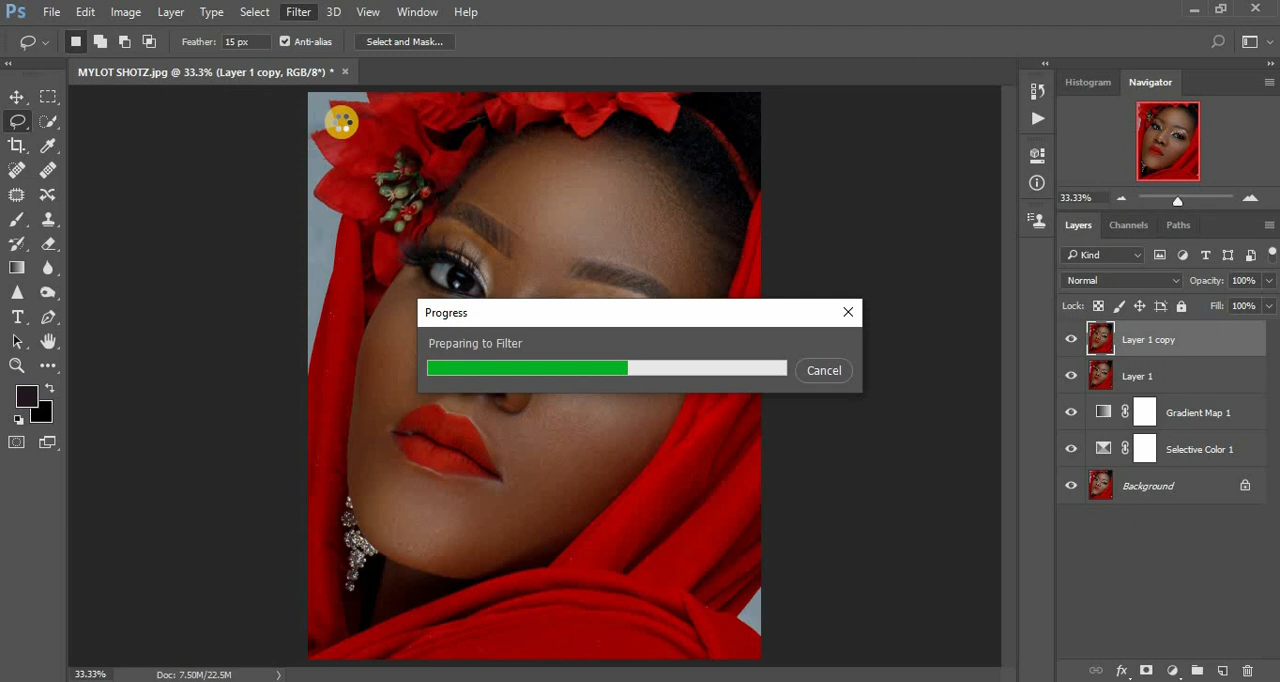 Ps File Edit Image Layer Type Select Filter 3D View Window Help
Feather: 15 px Anti-alias Select and Mask...
MYLOT SHOTZ.jpg @ 33.3% (Layer 1 copy, RGB/8*) * ×
Histogram Navigator
33.33%
Layers Channels Paths
Kind
Normal Opacity: 100%
Lock: Fill: 100%
Progress
Preparing to Filter
Cancel
Layer 1 copy
Layer 1
Gradient Map 1
Selective Color 1
Background
33.33% Doc: 7.50M/22.5M